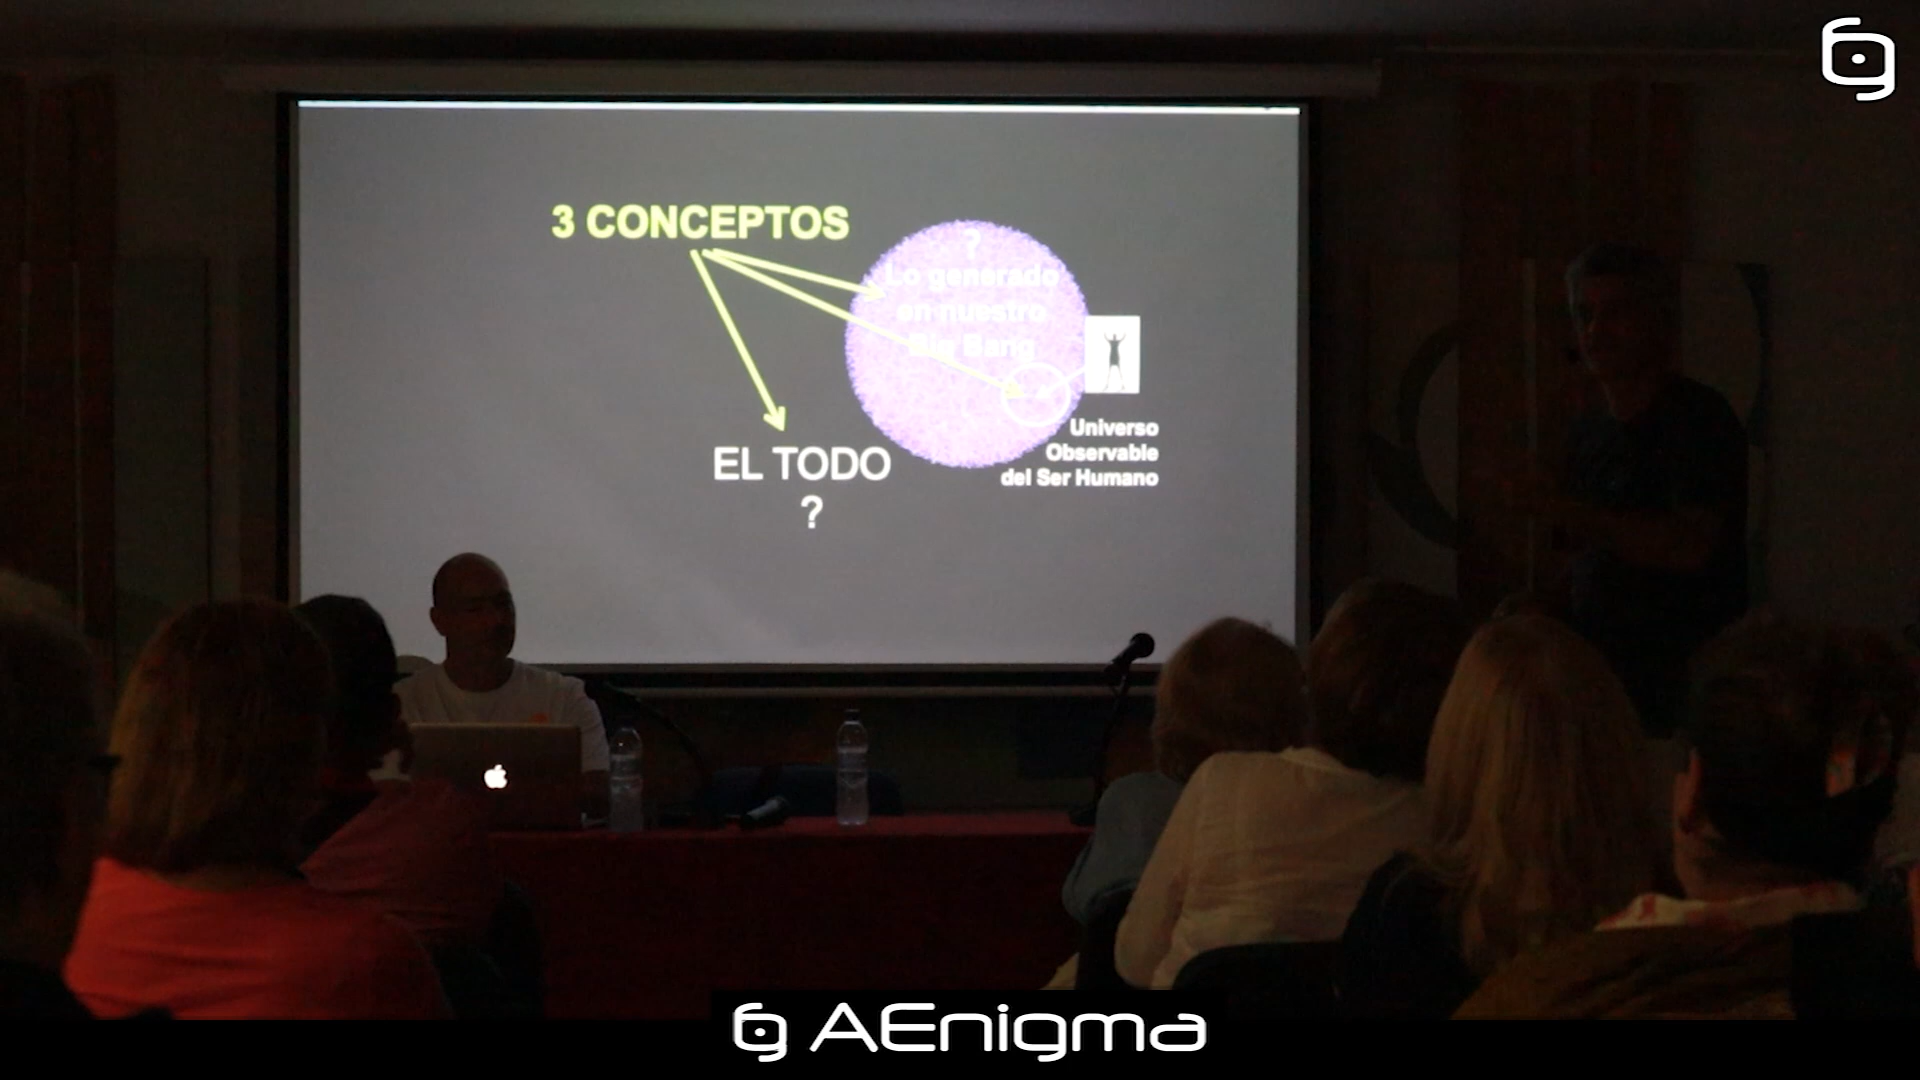 3 CONCEPTOS
?
Lo generado
en nuestro
Big Bang
EL TODO
?
Universo
Observable
del Ser Humano
AEnigma